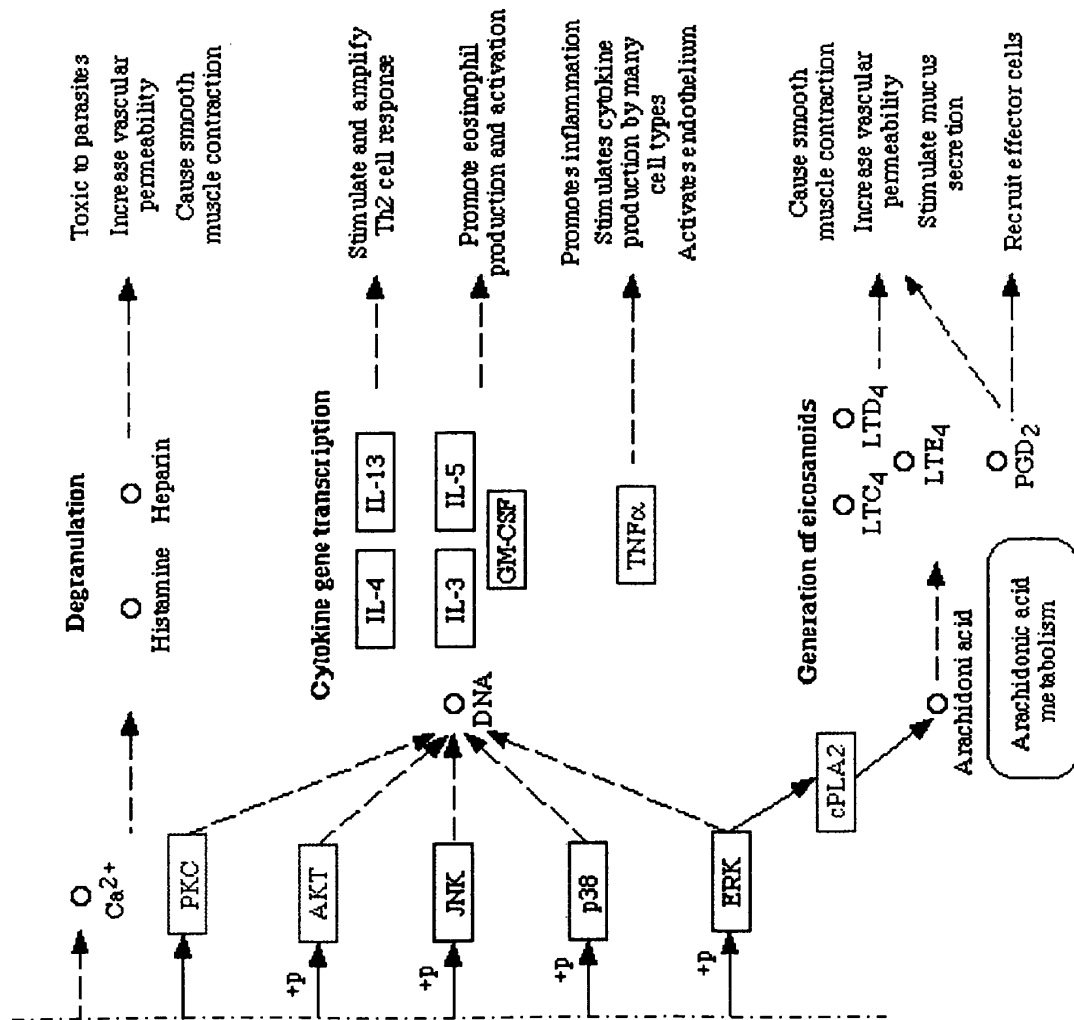 Ca2+
PKC
+p
AKT
+p
JNK
+p
p38
+p
ERK
cPLA2
Degranulation
Histamine
Heparin
Toxic to parasites
Increase vascular
permeability
Cause smooth
muscle contraction
Cytokine gene transcription
DNA
IL-4
IL-13
Stimulate and amplify
Th2 cell response
IL-3
IL-5
GM-CSF
Promote eosinophil
production and activation
TNFα
Promotes inflammation
Stimulates cytokine
production by many
cell types
Activates endothelium
Generation of eicosanoids
LTC4
LTD4
LTE4
Cause smooth
muscle contraction
Increase vascular
permeability
Stimulate mucus
secretion
Arachidoni acid
PGD2
Recruit effector cells
Arachidonic acid
metabolism